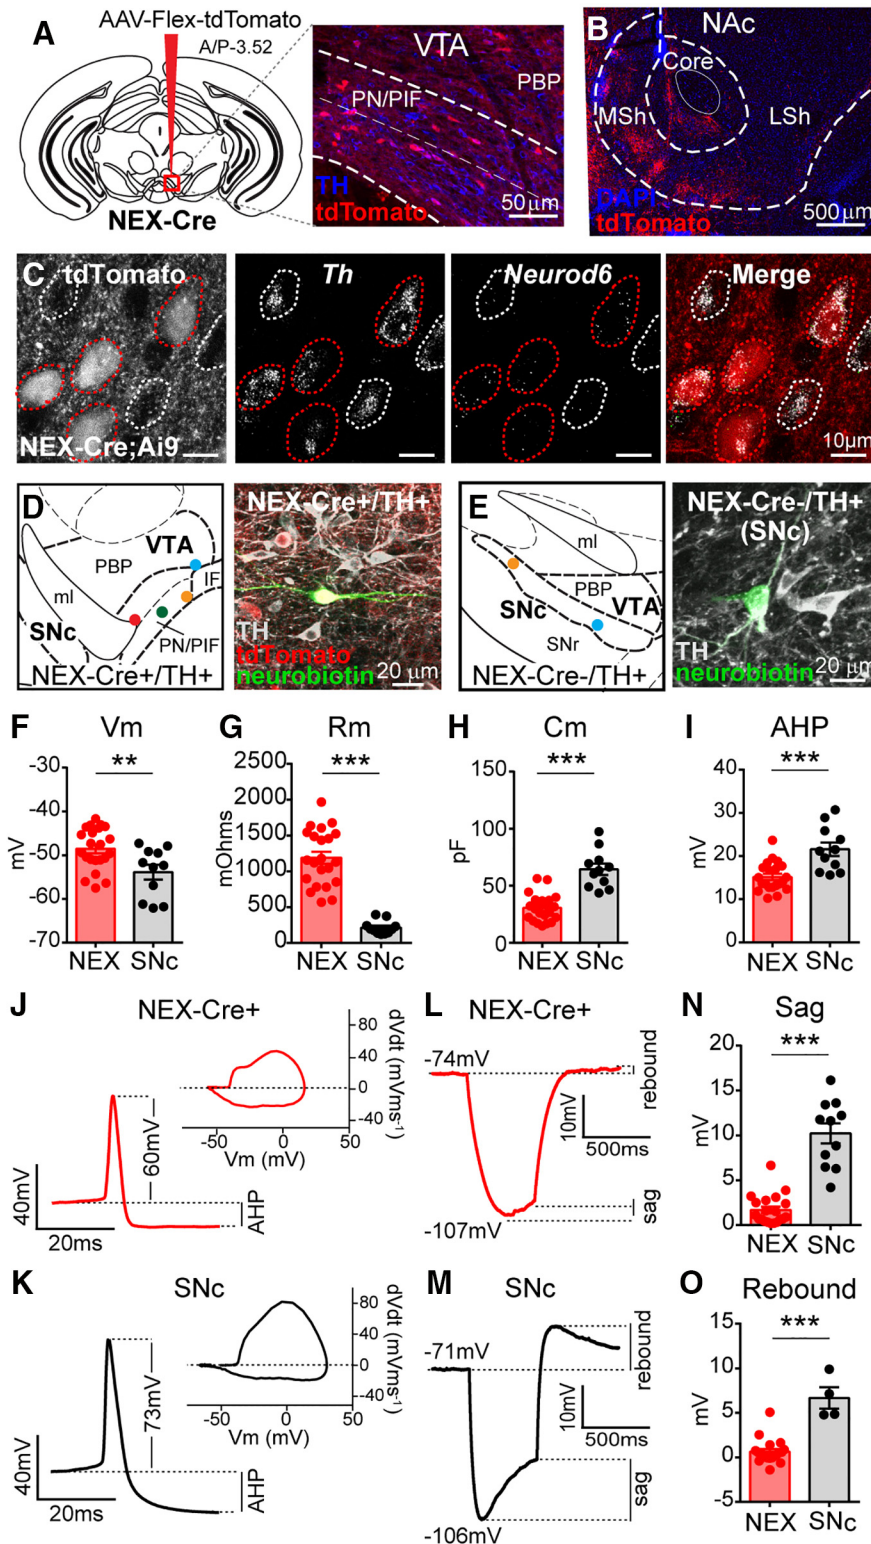 A
AAV-Flex-tdTomato
A/P-3.52
NEX-Cre
VTA
PN/PIF
PBP
TH
tdTomato
50μm
B
NAc
Core
MSh
LSh
DAPI
tdTomato
500μm
C
tdTomato
Th
Neurod6
Merge
NEX-Cre;Ai9
10μm
D
VTA
PBP
IF
ml
SNc
PN/PIF
NEX-Cre+/TH+
NEX-Cre+/TH+
TH
tdTomato
neurobiotin
20 μm
E
ml
PBP
SNc
VTA
SNr
NEX-Cre-/TH+
NEX-Cre-/TH+
(SNc)
TH
neurobiotin
20 μm
F
Vm
**
mV
-30
-40
-50
-60
-70
NEX SNc
G
Rm
***
mOhms
2500
2000
1500
1000
500
0
NEX SNc
H
Cm
***
pF
150
100
50
0
NEX SNc
I
AHP
***
mV
40
30
20
10
0
NEX SNc
J
NEX-Cre+
60mV
AHP
40mV
20ms
dVdt (mVms-1)
80
40
0
-40
-50
0
50
Vm (mV)
L
NEX-Cre+
-74mV
-107mV
rebound
10mV
500ms
sag
N
Sag
***
mV
20
15
10
5
0
NEX SNc
K
SNc
73mV
AHP
40mV
20ms
dVdt (mVms-1)
80
40
0
-40
-50
0
50
Vm (mV)
M
SNc
-71mV
-106mV
rebound
10mV
500ms
sag
O
Rebound
***
mV
15
10
5
0
-5
NEX SNc